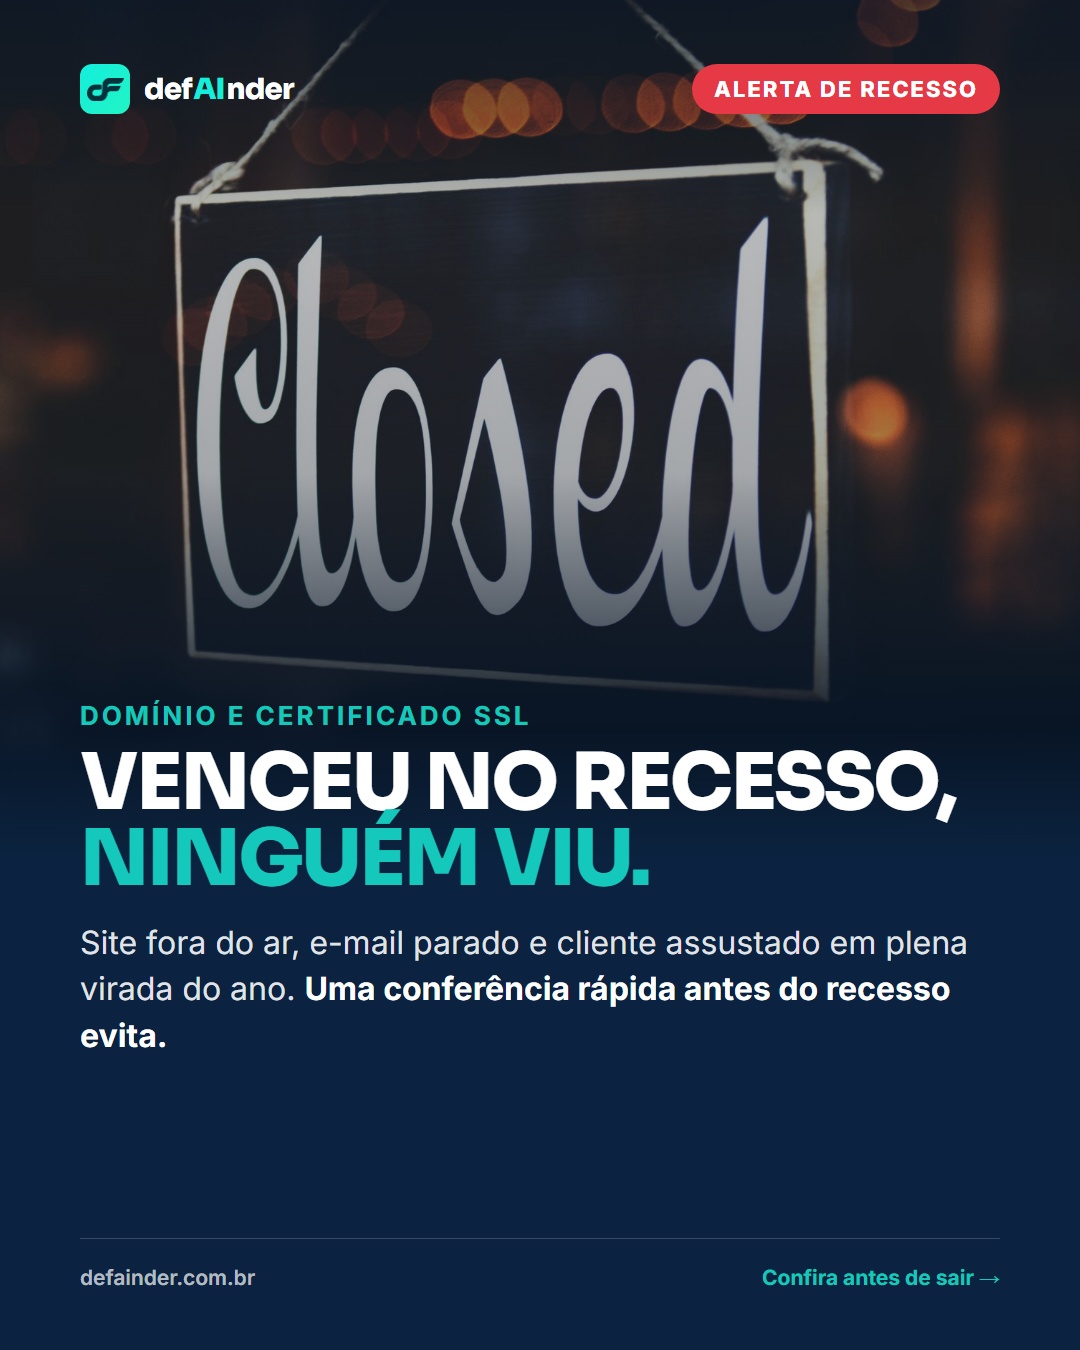 defAInder
ALERTA DE RECESSO
Closed
DOMÍNIO E CERTIFICADO SSL
VENCEU NO RECESSO,
NINGUÉM VIU.
Site fora do ar, e-mail parado e cliente assustado em plena
virada do ano. Uma conferência rápida antes do recesso
evita.
defainder.com.br
Confira antes de sair →